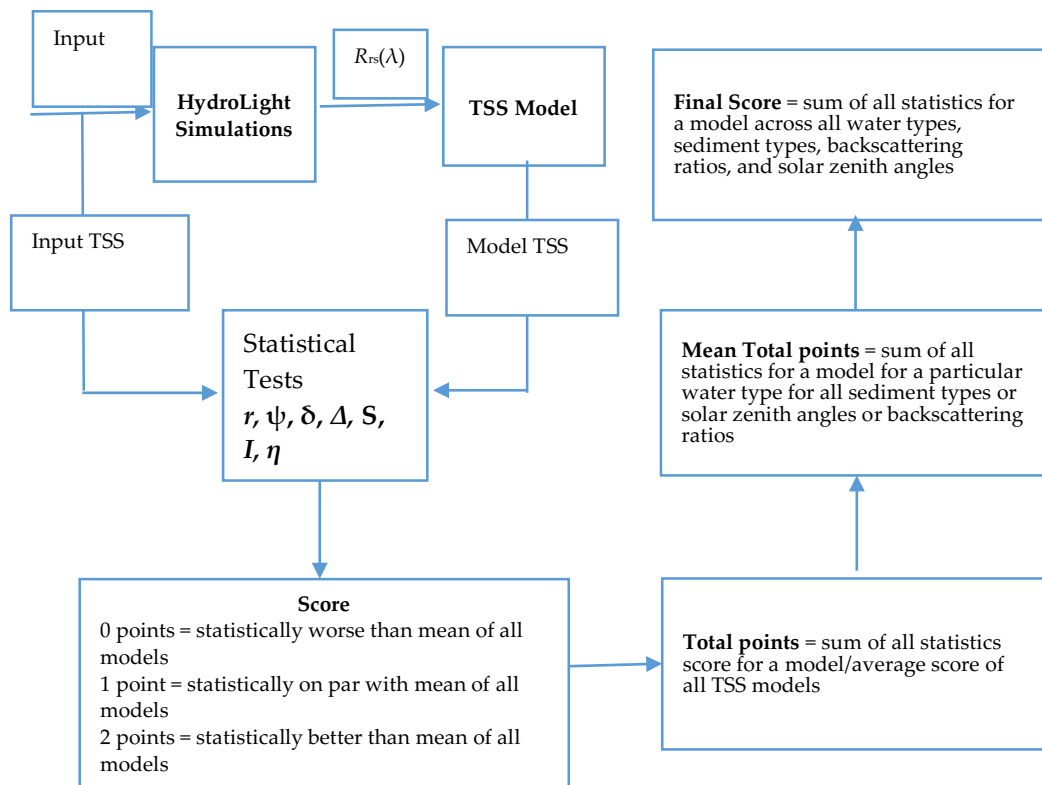 Input
HydroLight
Simulations
Rrs(λ)
TSS Model
Input TSS
Model TSS
Statistical
Tests
r, ψ, δ, Δ, S,
I, η
Score
0 points = statistically worse than mean of all
models
1 point = statistically on par with mean of all
models
2 points = statistically better than mean of all
models
Total points = sum of all statistics
score for a model/average score of
all TSS models
Mean Total points = sum of all
statistics for a model for a particular
water type for all sediment types or
solar zenith angles or backscattering
ratios
Final Score = sum of all statistics for
a model across all water types,
sediment types, backscattering
ratios, and solar zenith angles